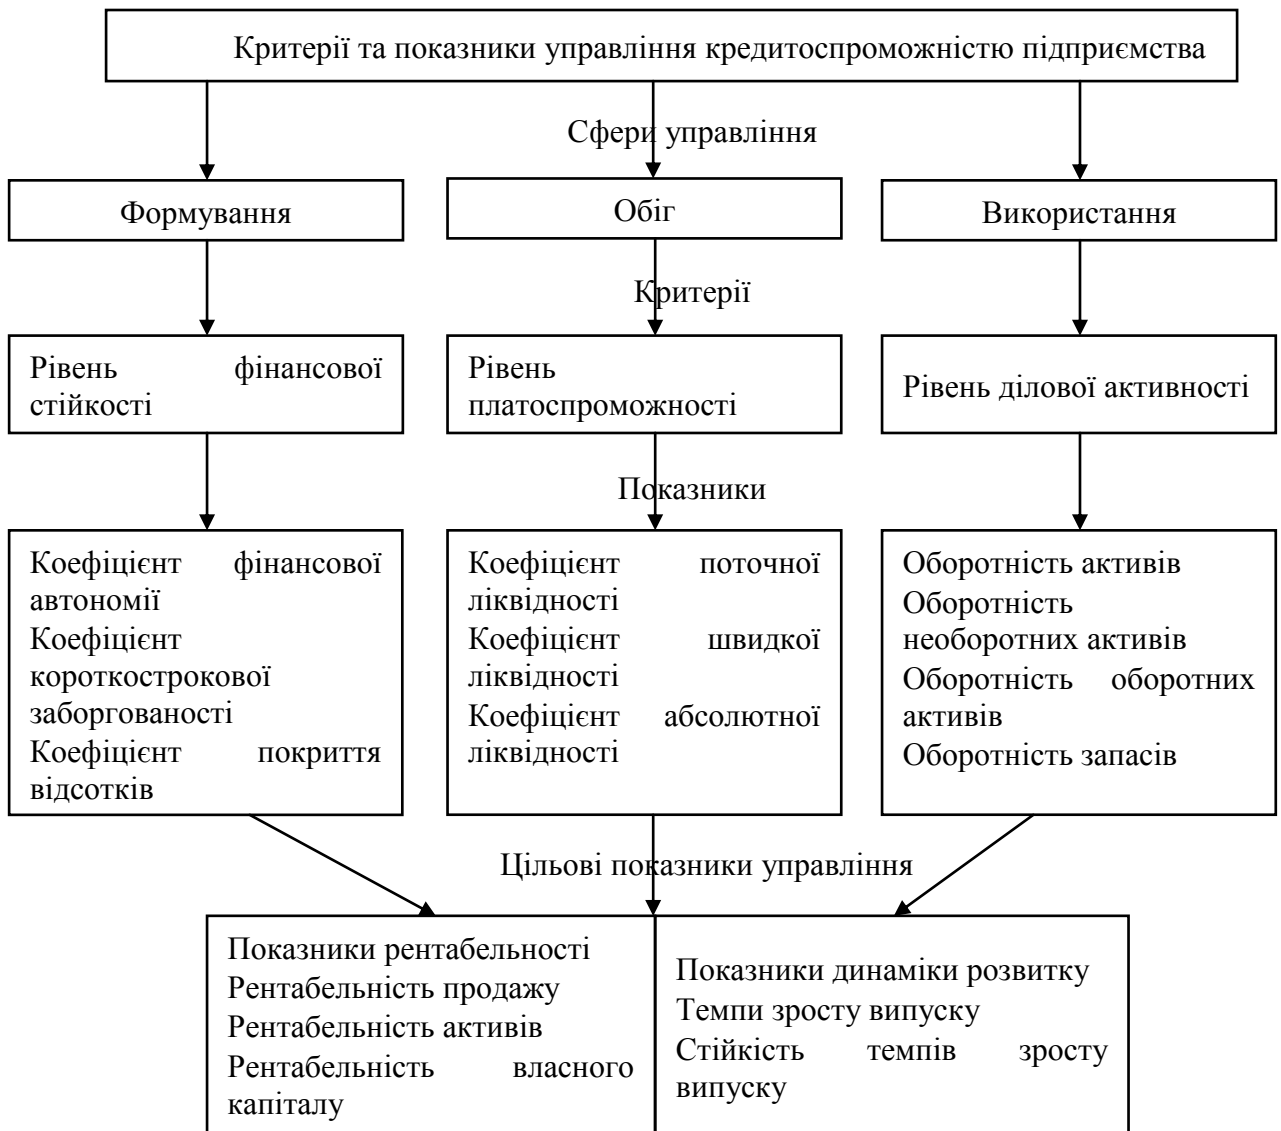 Критерії та показники управління кредитоспроможністю підприємства
Сфери управління
Формування
Обіг
Використання
Критерії
Рівень фінансової
стійкості
Рівень
платоспроможності
Рівень ділової активності
Показники
Коефіцієнт фінансової
автономії
Коефіцієнт
короткострокової
заборгованості
Коефіцієнт покриття
відсотків
Коефіцієнт поточної
ліквідності
Коефіцієнт швидкої
ліквідності
Коефіцієнт абсолютної
ліквідності
Оборотність активів
Оборотність
необоротних активів
Оборотність оборотних
активів
Оборотність запасів
Цільові показники управління
Показники рентабельності
Рентабельність продажу
Рентабельність активів
Рентабельність власного
капіталу
Показники динаміки розвитку
Темпи зросту випуску
Стійкість темпів зросту
випуску